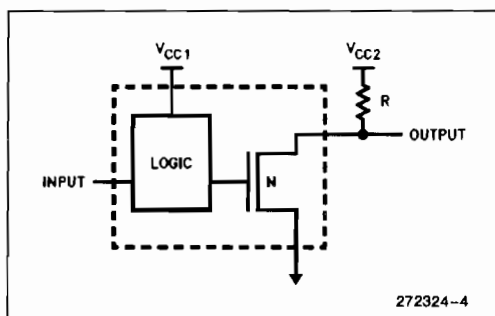 VCC1
VCC2
R
OUTPUT
LOGIC
INPUT
N
272324-4